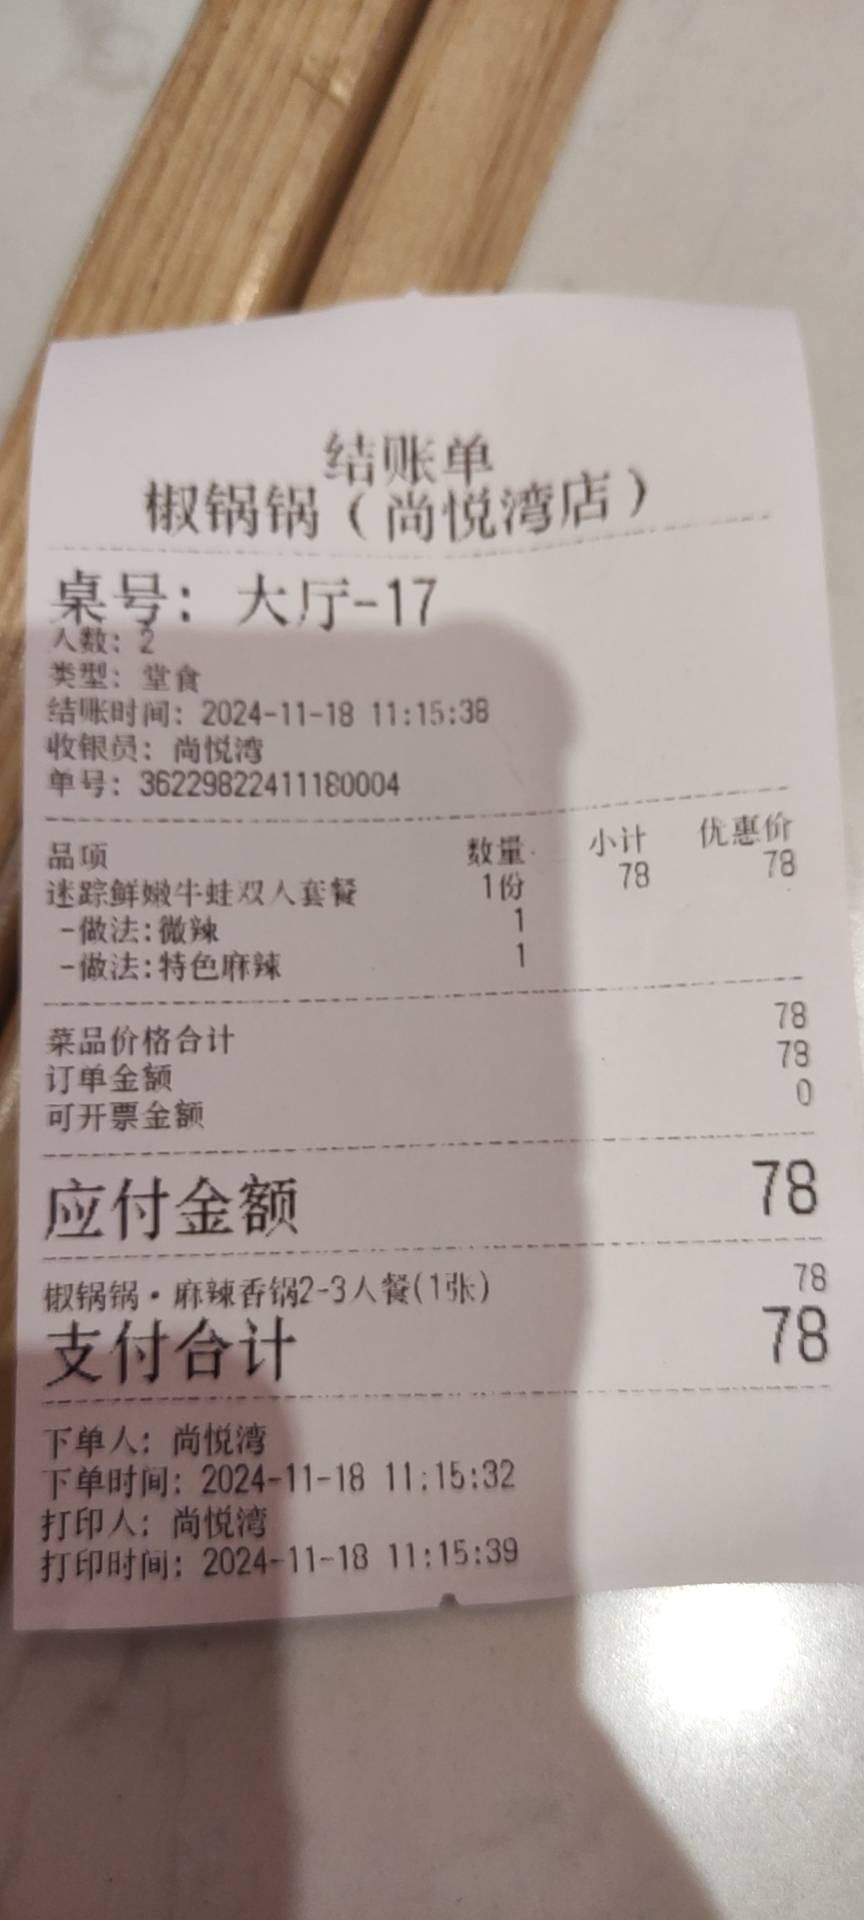 结账单
椒锅锅（尚悦湾店）
桌号：大厅-17
人数：2
类型：堂食
结账时间：2024-11-18 11:15:38
收银员：尚悦湾
单号：36229822411180004
品项 数量 小计 优惠价
迷踪鲜嫩牛蛙双人套餐 1份 78 78
-做法:微辣 1
-做法:特色麻辣 1
菜品价格合计 78
订单金额 78
可开票金额 0
应付金额 78
椒锅锅·麻辣香锅2-3人餐(1张) 78
支付合计 78
下单人：尚悦湾
下单时间：2024-11-18 11:15:32
打印人：尚悦湾
打印时间：2024-11-18 11:15:39